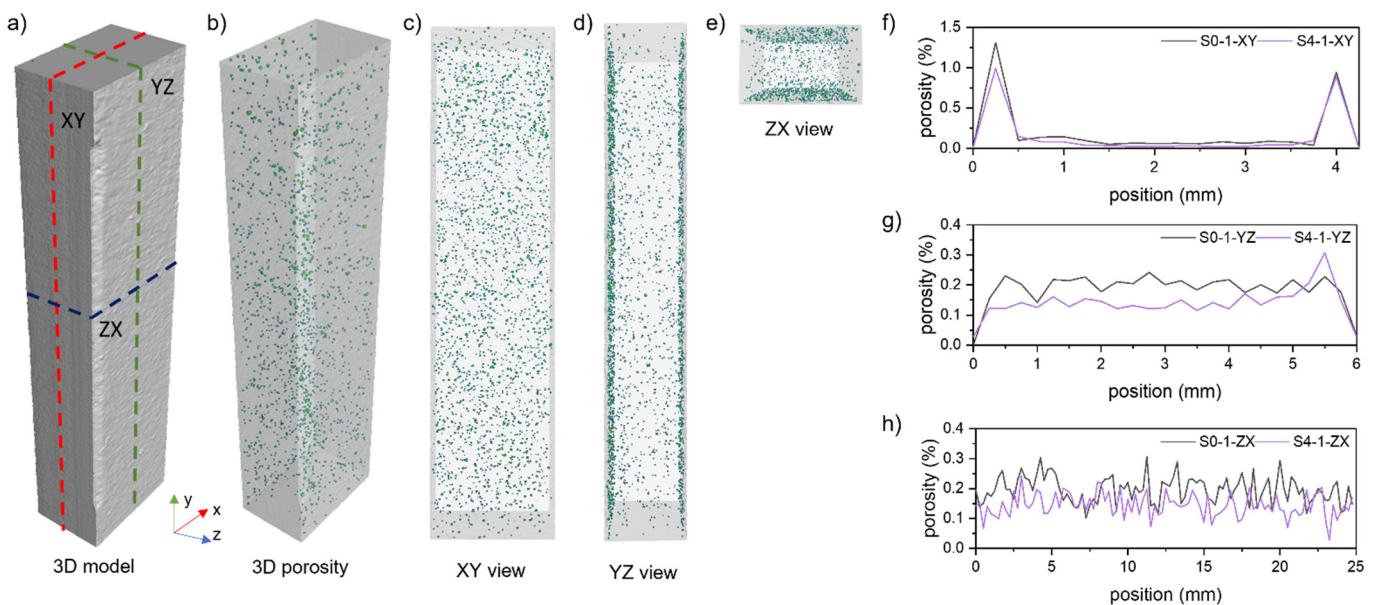 a)
XY
YZ
ZX
y
x
z
3D model
b)
3D porosity
c)
XY view
d)
YZ view
e)
ZX view
f)
S0-1-XY S4-1-XY
porosity (%)
1.5
1.0
0.5
0.0
0 1 2 3 4
position (mm)
g)
S0-1-YZ S4-1-YZ
porosity (%)
0.4
0.3
0.2
0.1
0.0
0 1 2 3 4 5 6
position (mm)
h)
S0-1-ZX S4-1-ZX
porosity (%)
0.4
0.3
0.2
0.1
0.0
0 5 10 15 20 25
position (mm)